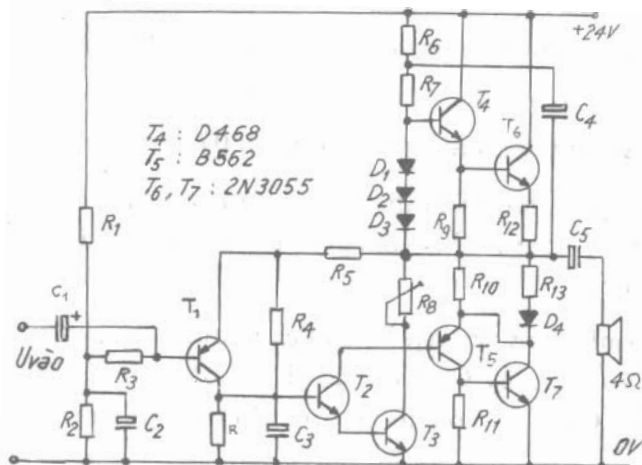 +24V
R6
R7
T4
C4
T4 : D468
T5 : B562
T6, T7 : 2N3055
T6
D1
D2
D3
R1
R9
R12
C5
R5
R8
R10
R13
C1
+
T1
R4
D4
Uvào
R3
T2
T5
T7
4Ω
R2
C2
R
C3
T3
R11
0V